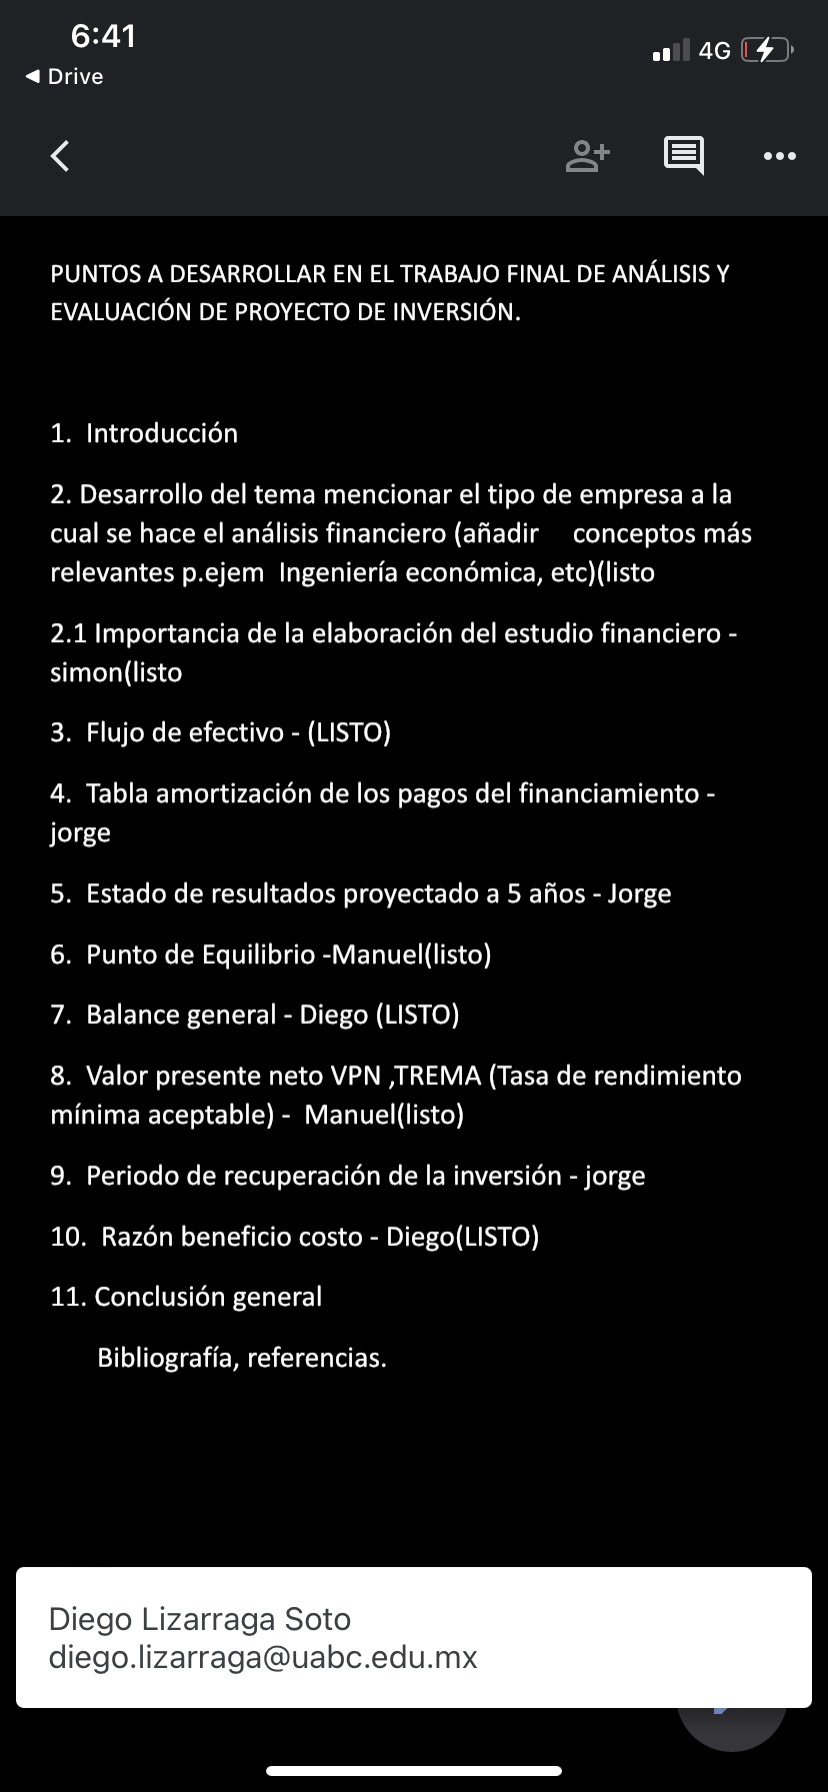 6:41
4G
Drive
PUNTOS A DESARROLLAR EN EL TRABAJO FINAL DE ANÁLISIS Y
EVALUACIÓN DE PROYECTO DE INVERSIÓN.
1. Introducción
2. Desarrollo del tema mencionar el tipo de empresa a la
cual se hace el análisis financiero (añadir conceptos más
relevantes p.ejem Ingeniería económica, etc)(listo
2.1 Importancia de la elaboración del estudio financiero -
simon(listo
3. Flujo de efectivo - (LISTO)
4. Tabla amortización de los pagos del financiamiento -
jorge
5. Estado de resultados proyectado a 5 años - Jorge
6. Punto de Equilibrio -Manuel(listo)
7. Balance general - Diego (LISTO)
8. Valor presente neto VPN ,TREMA (Tasa de rendimiento
mínima aceptable) - Manuel(listo)
9. Periodo de recuperación de la inversión - jorge
10. Razón beneficio costo - Diego(LISTO)
11. Conclusión general
Bibliografía, referencias.
Diego Lizarraga Soto
diego.lizarraga@uabc.edu.mx